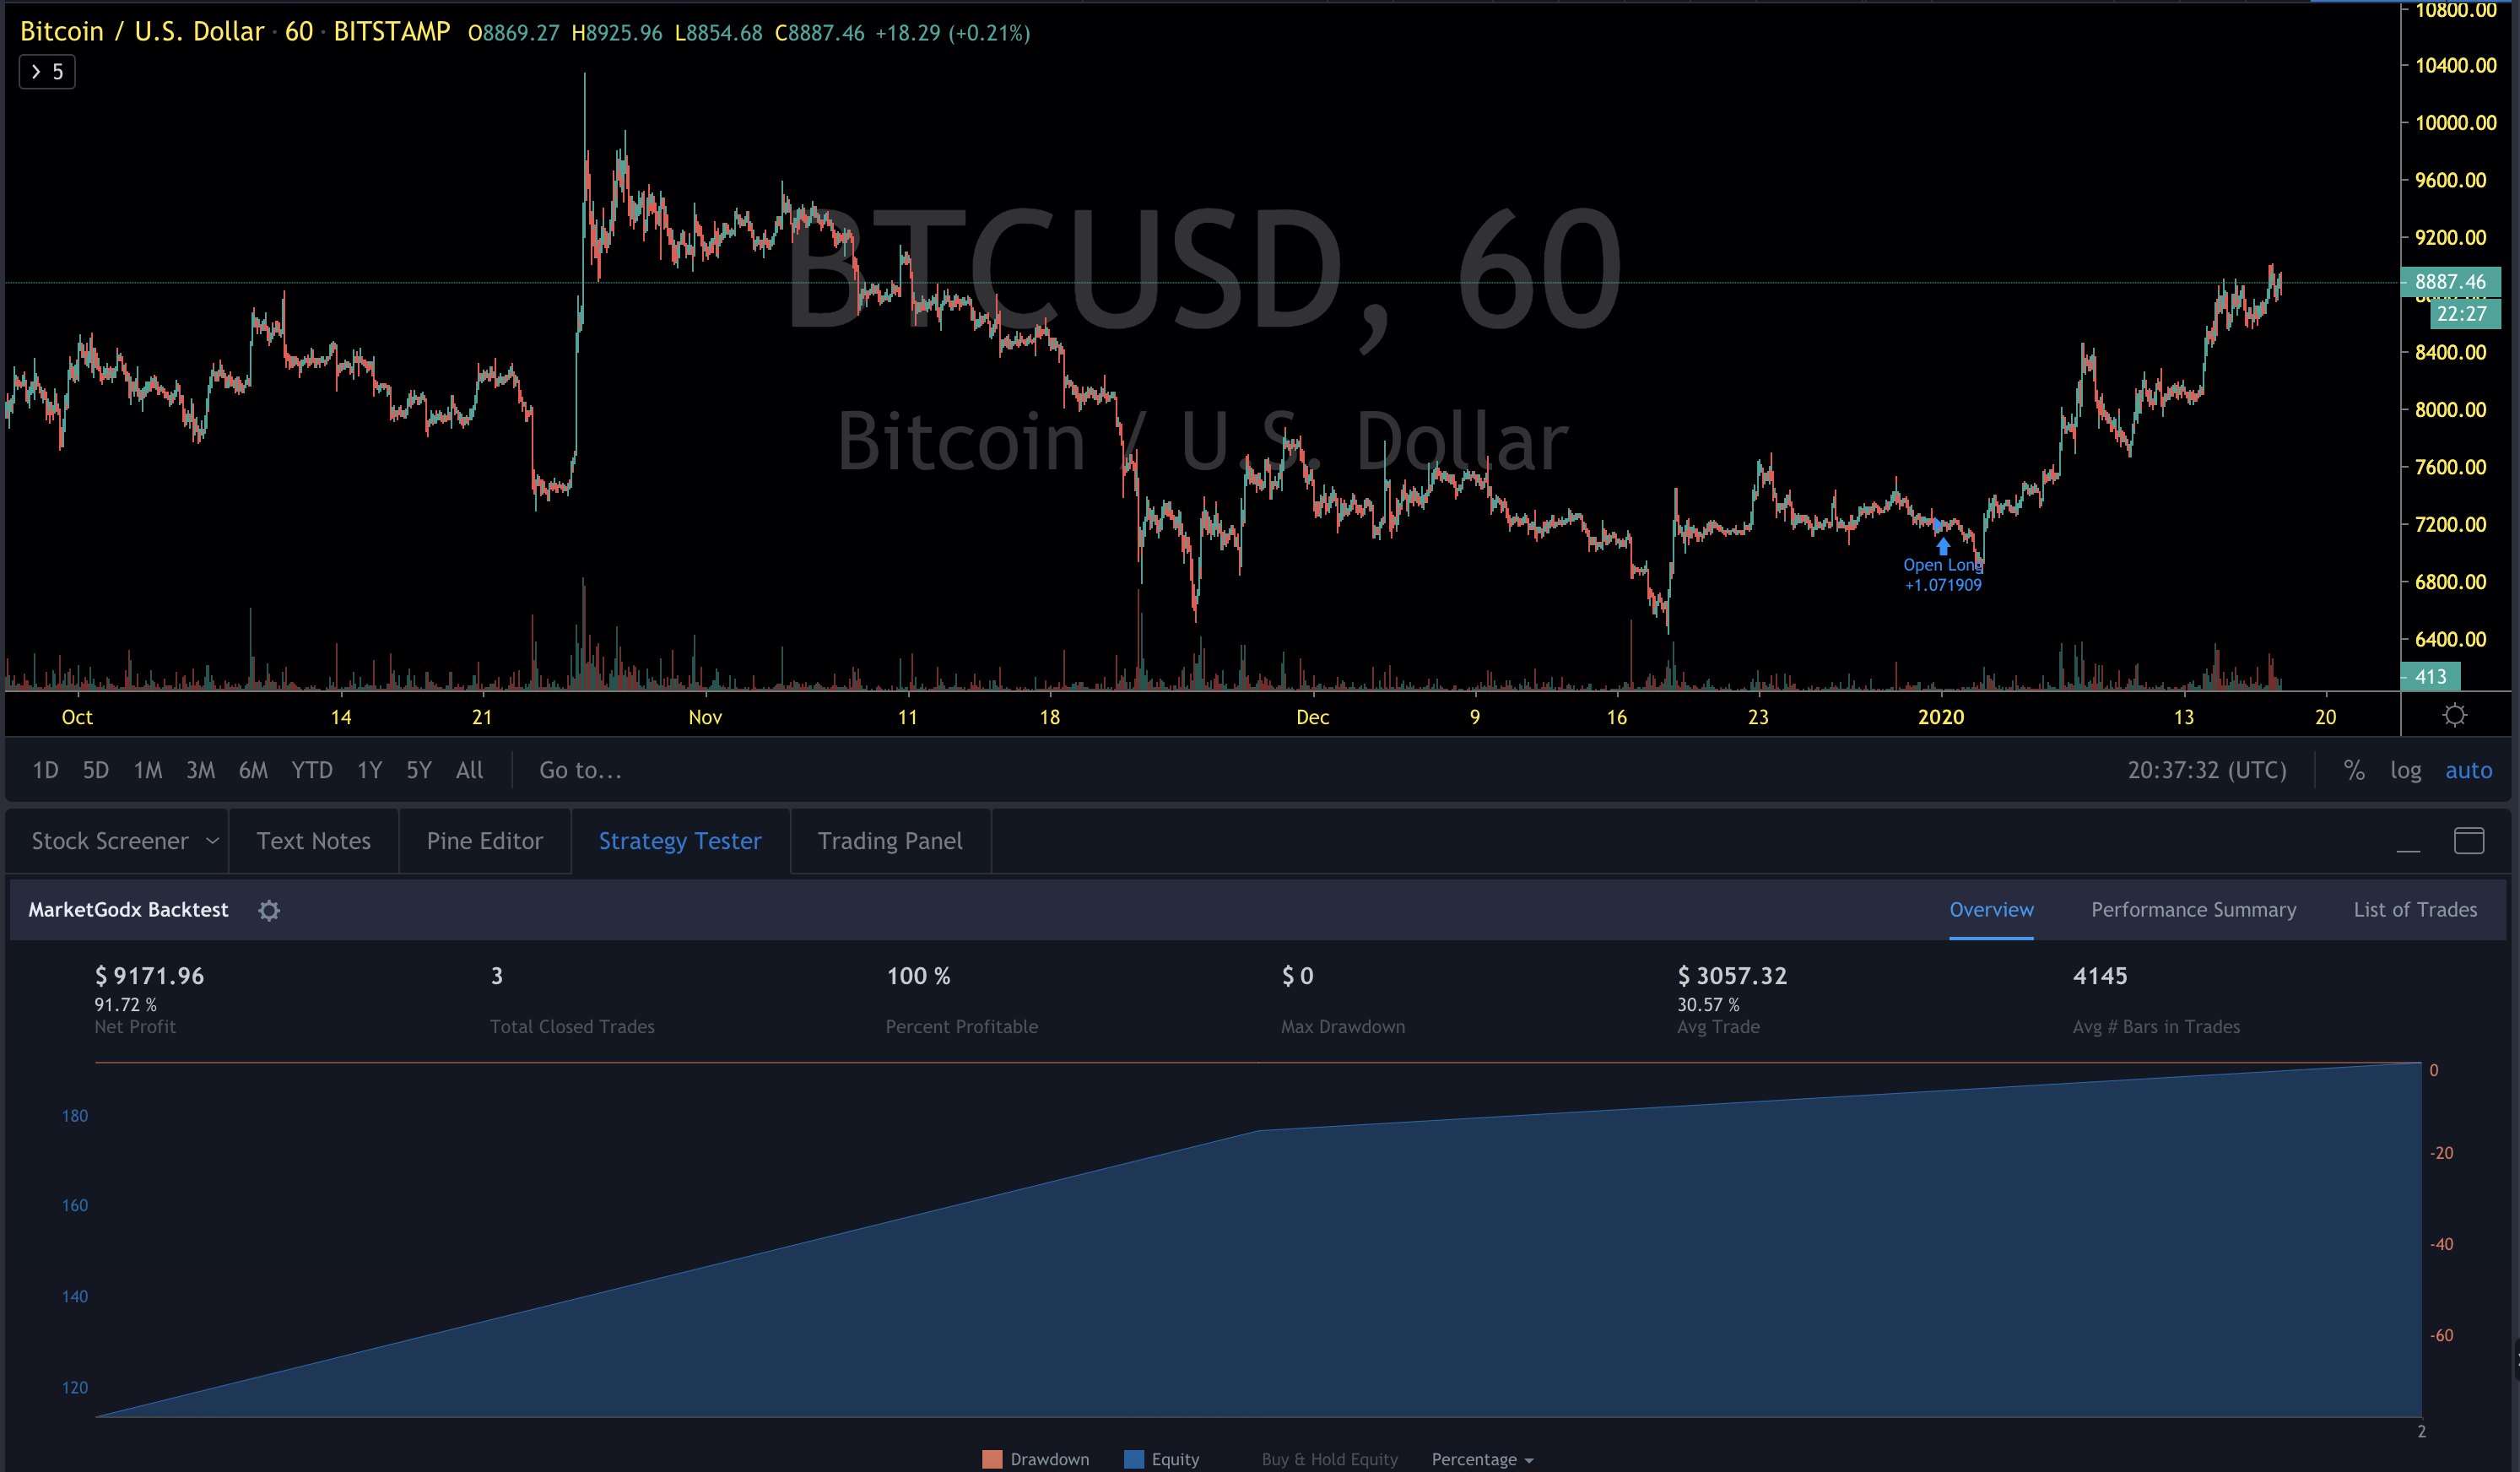 Bitcoin / U.S. Dollar · 60 · BITSTAMP O8869.27 H8925.96 L8854.68 C8887.46 +18.29 (+0.21%)
> 5
BTCUSD, 60
Bitcoin / U.S. Dollar
10800.00
10400.00
10000.00
9600.00
9200.00
8887.46
22:27
8400.00
8000.00
7600.00
7200.00
6800.00
6400.00
413
Open Long
+1.071909
Oct 14 21 Nov 11 18 Dec 9 16 23 2020 13 20
1D 5D 1M 3M 6M YTD 1Y 5Y All Go to... 20:37:32 (UTC) % log auto
Stock Screener Text Notes Pine Editor Strategy Tester Trading Panel
MarketGodx Backtest Overview Performance Summary List of Trades
$ 9171.96 3 100 % $ 0 $ 3057.32 4145
91.72 % 30.57 %
Net Profit Total Closed Trades Percent Profitable Max Drawdown Avg Trade Avg # Bars in Trades
0
180
-20
160
-40
140
-60
120
2
Drawdown Equity Buy & Hold Equity Percentage